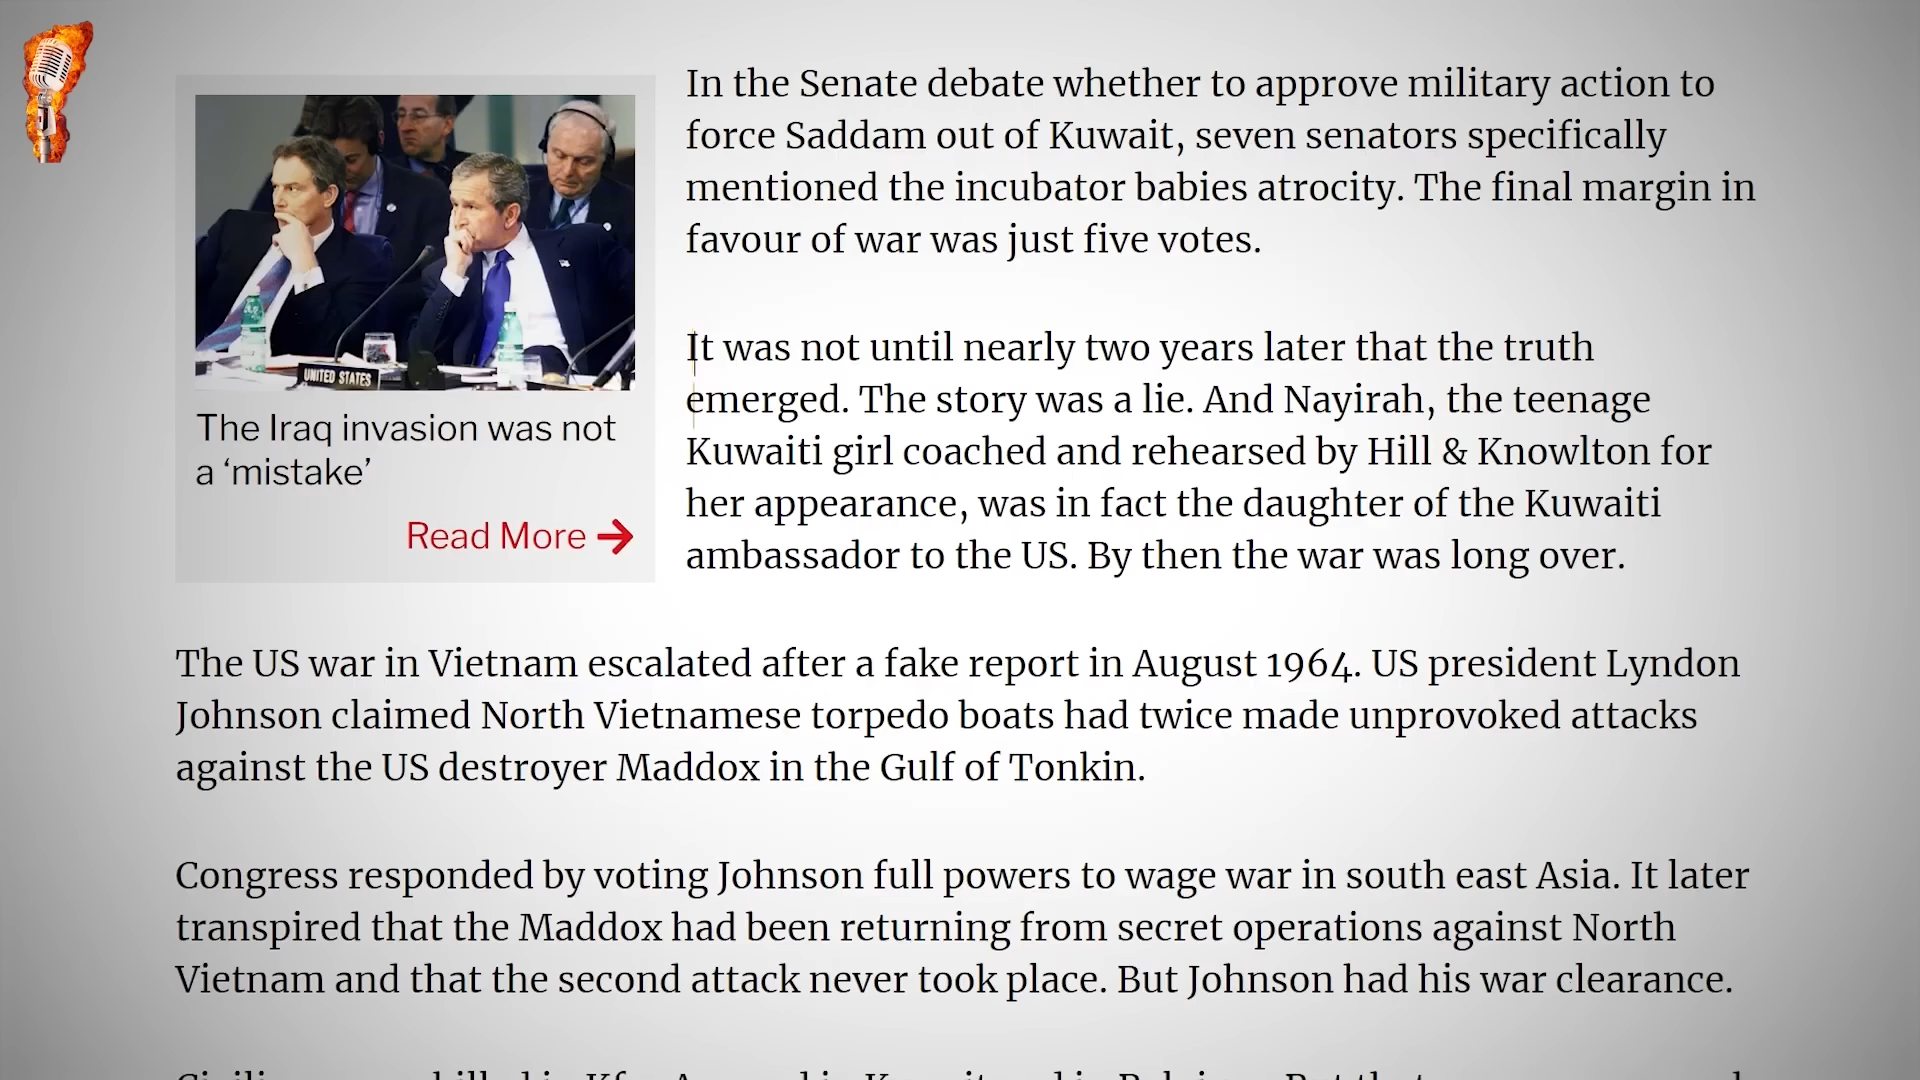 In the Senate debate whether to approve military action to
force Saddam out of Kuwait, seven senators specifically
mentioned the incubator babies atrocity. The final margin in
favour of war was just five votes.
UNITED STATES
The Iraq invasion was not
a ‘mistake’
Read More
It was not until nearly two years later that the truth
emerged. The story was a lie. And Nayirah, the teenage
Kuwaiti girl coached and rehearsed by Hill & Knowlton for
her appearance, was in fact the daughter of the Kuwaiti
ambassador to the US. By then the war was long over.
The US war in Vietnam escalated after a fake report in August 1964. US president Lyndon
Johnson claimed North Vietnamese torpedo boats had twice made unprovoked attacks
against the US destroyer Maddox in the Gulf of Tonkin.
Congress responded by voting Johnson full powers to wage war in south east Asia. It later
transpired that the Maddox had been returning from secret operations against North
Vietnam and that the second attack never took place. But Johnson had his war clearance.